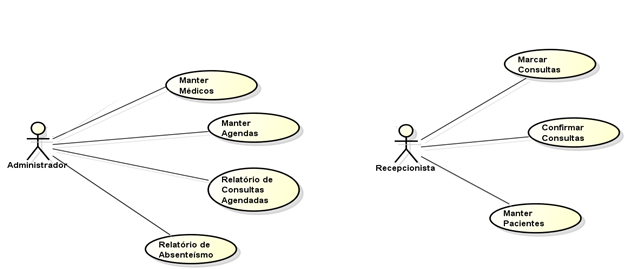 Manter
Médicos
Manter
Agendas
Administrador
Relatório de
Consultas
Agendadas
Relatório de
Absenteísmo
Marcar
Consultas
Confirmar
Consultas
Recepcionista
Manter
Pacientes